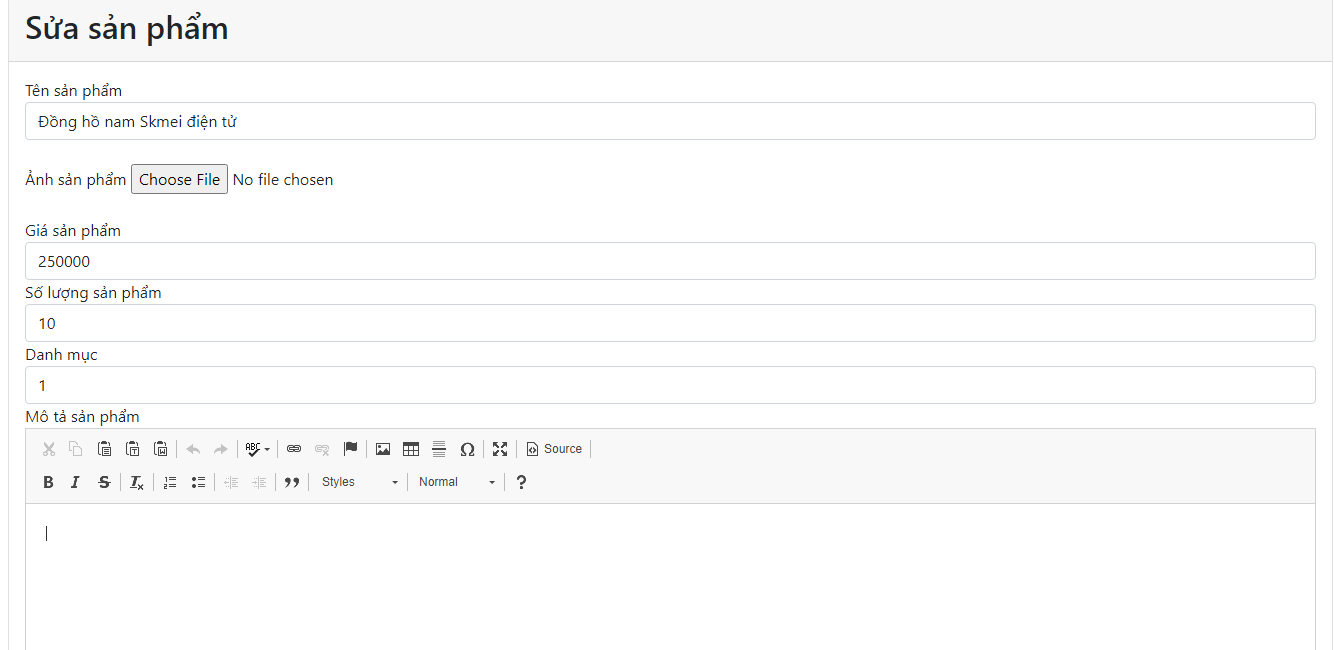 Sửa sản phẩm
Tên sản phẩm
Đồng hồ nam Skmei điện tử
Ảnh sản phẩm Choose File No file chosen
Giá sản phẩm
250000
Số lượng sản phẩm
10
Danh mục
1
Mô tả sản phẩm
ABC Ω Source
B I S Tx Styles Normal ?